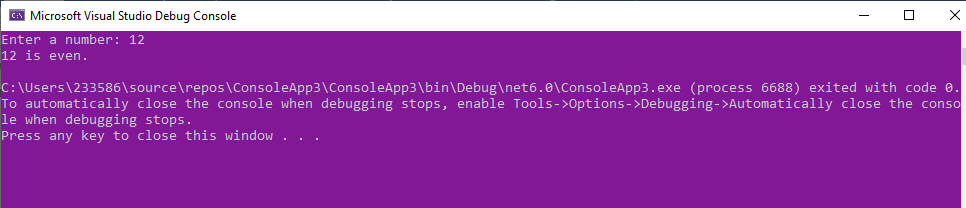 Microsoft Visual Studio Debug Console
Enter a number: 12
12 is even.
C:\Users\233586\source\repos\ConsoleApp3\ConsoleApp3\bin\Debug\net6.0\ConsoleApp3.exe (process 6688) exited with code 0.
To automatically close the console when debugging stops, enable Tools->Options->Debugging->Automatically close the conso
le when debugging stops.
Press any key to close this window . . .